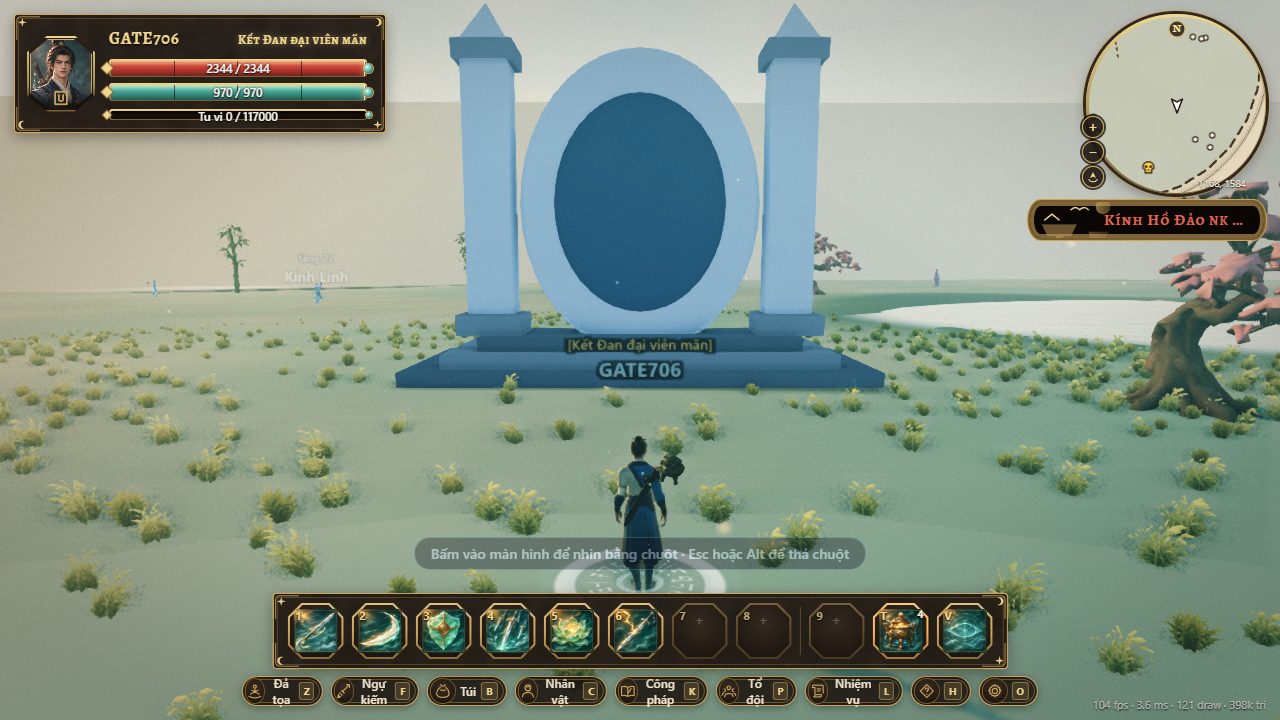 GATE706
Kết Đan đại viên mãn
2344 / 2344
970 / 970
Tu vi 0 / 117000
U
N
+
−
1584
Kính Hồ Đảo NK ...
tầng 22
Kính Linh
[Kết Đan đại viên mãn]
GATE706
Bấm vào màn hình để nhìn bằng chuột · Esc hoặc Alt để thả chuột
1
2
3
4
5
6
7 +
8 +
9 +
4
V
Đả tọa Z
Ngự kiếm F
Túi B
Nhân vật C
Công pháp K
Tổ đội P
Nhiệm vụ L
H
O
104 fps · 3.6 ms · 121 draw · 398k tri